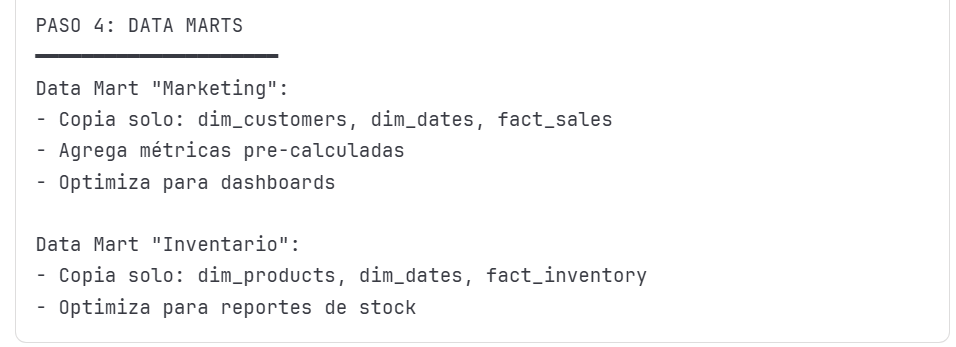 PASO 4: DATA MARTS
━━━━━━━━━━━━━━━━━━━━━
Data Mart "Marketing":
- Copia solo: dim_customers, dim_dates, fact_sales
- Agrega métricas pre-calculadas
- Optimiza para dashboards
Data Mart "Inventario":
- Copia solo: dim_products, dim_dates, fact_inventory
- Optimiza para reportes de stock